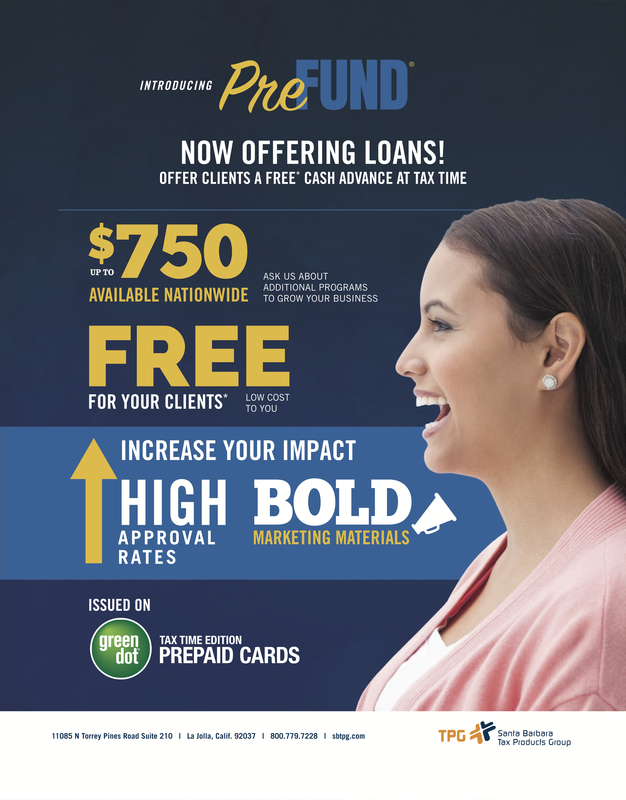 INTRODUCING PreFUND®
NOW OFFERING LOANS!
OFFER CLIENTS A FREE* CASH ADVANCE AT TAX TIME
UP TO $750
AVAILABLE NATIONWIDE
ASK US ABOUT
ADDITIONAL PROGRAMS
TO GROW YOUR BUSINESS
FREE
FOR YOUR CLIENTS*
LOW COST
TO YOU
INCREASE YOUR IMPACT
HIGH
APPROVAL
RATES
BOLD
MARKETING MATERIALS
ISSUED ON
green
dot
TAX TIME EDITION
PREPAID CARDS
11085 N Torrey Pines Road Suite 210 | La Jolla, Calif. 92037 | 800.779.7228 | sbtpg.com
TPG
Santa Barbara
Tax Products Group